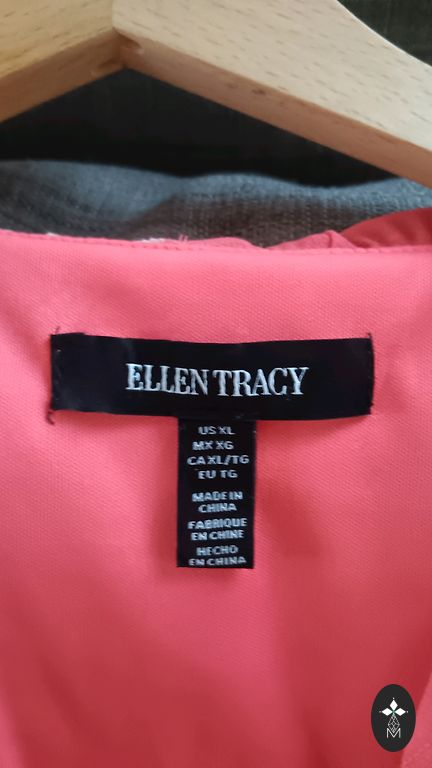 ELLEN TRACY
US XL
MX XG
CA XL/TG
EU TG
MADE IN
CHINA
FABRIQUE
EN CHINE
HECHO
EN CHINA
M